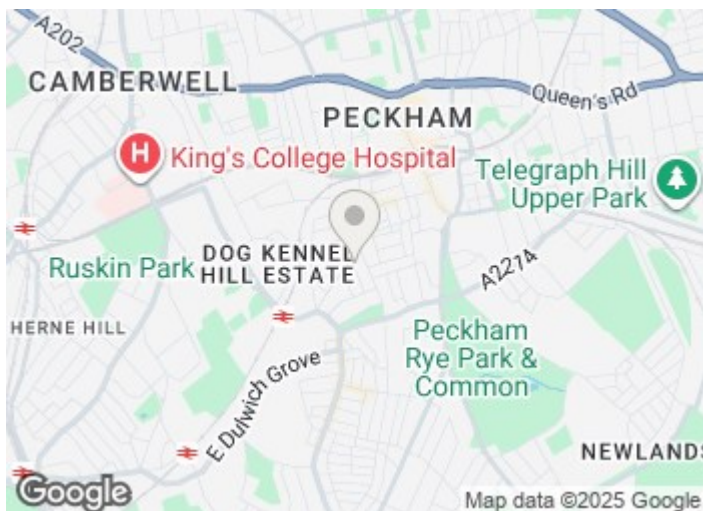 A202
CAMBERWELL
Queen's Rd
PECKHAM
H
King's College Hospital
Telegraph Hill
Upper Park
DOG KENNEL
HILL ESTATE
Ruskin Park
A2214
HERNE HILL
Peckham
Rye Park &
Common
E Dulwich Grove
NEWLANDS
Google
Map data ©2025 Google